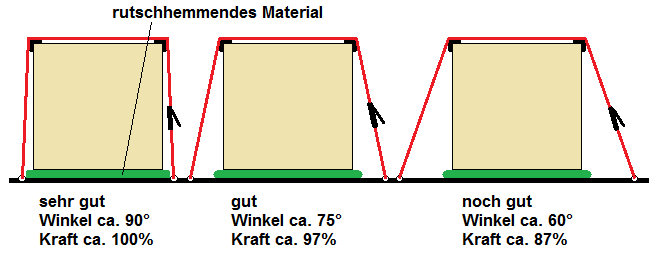 rutschhemmendes Material
sehr gut
Winkel ca. 90°
Kraft ca. 100%
gut
Winkel ca. 75°
Kraft ca. 97%
noch gut
Winkel ca. 60°
Kraft ca. 87%